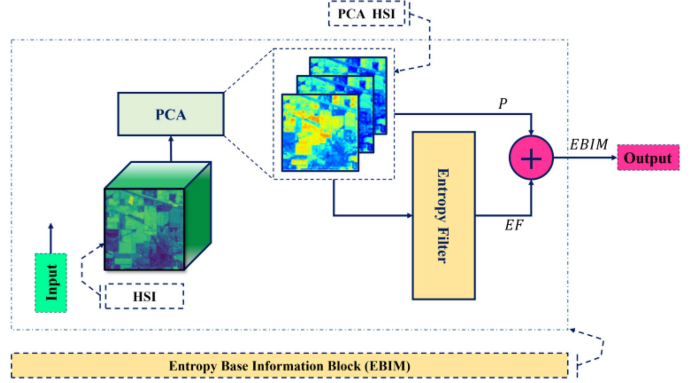 PCA HSI
PCA
P
EBIM
Output
Entropy Filter
EF
Input
HSI
Entropy Base Information Block (EBIM)